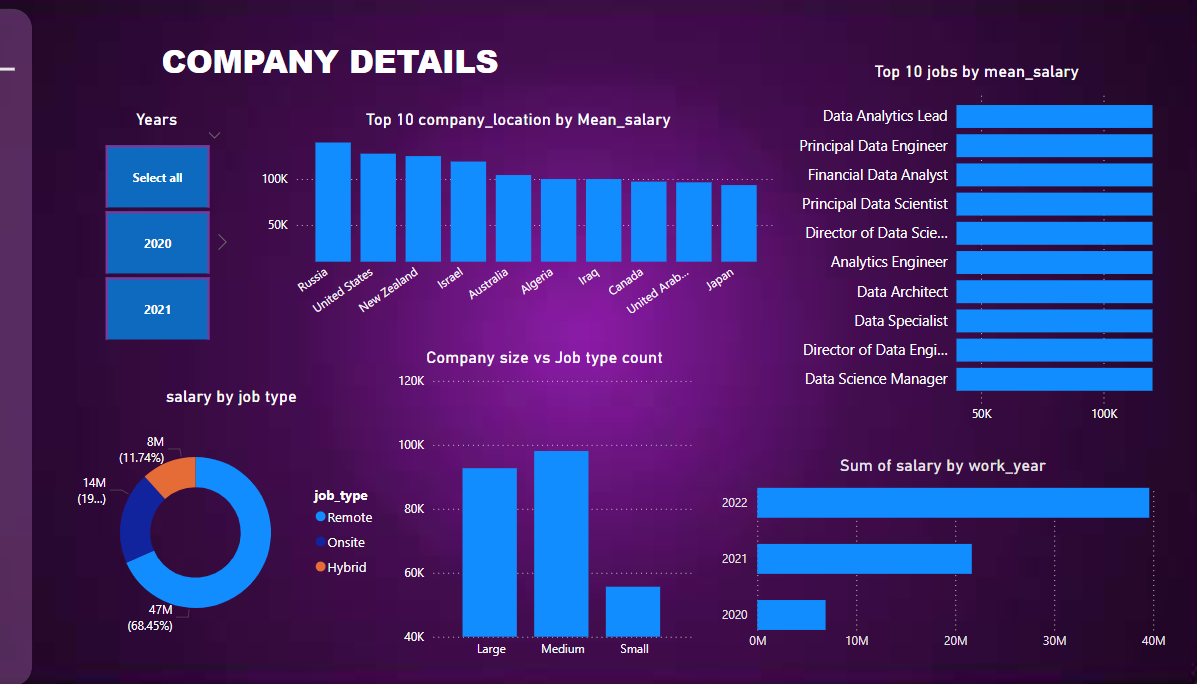 COMPANY DETAILS
Years
Select all
2020
2021
Top 10 company_location by Mean_salary
100K
50K
Russia
United States
New Zealand
Israel
Australia
Algeria
Iraq
Canada
United Arab...
Japan
Top 10 jobs by mean_salary
Data Analytics Lead
Principal Data Engineer
Financial Data Analyst
Principal Data Scientist
Director of Data Scie...
Analytics Engineer
Data Architect
Data Specialist
Director of Data Engi...
Data Science Manager
50K
100K
salary by job type
8M
(11.74%)
14M
(19...)
47M
(68.45%)
job_type
Remote
Onsite
Hybrid
Company size vs Job type count
120K
100K
80K
60K
40K
Large
Medium
Small
Sum of salary by work_year
2022
2021
2020
0M
10M
20M
30M
40M